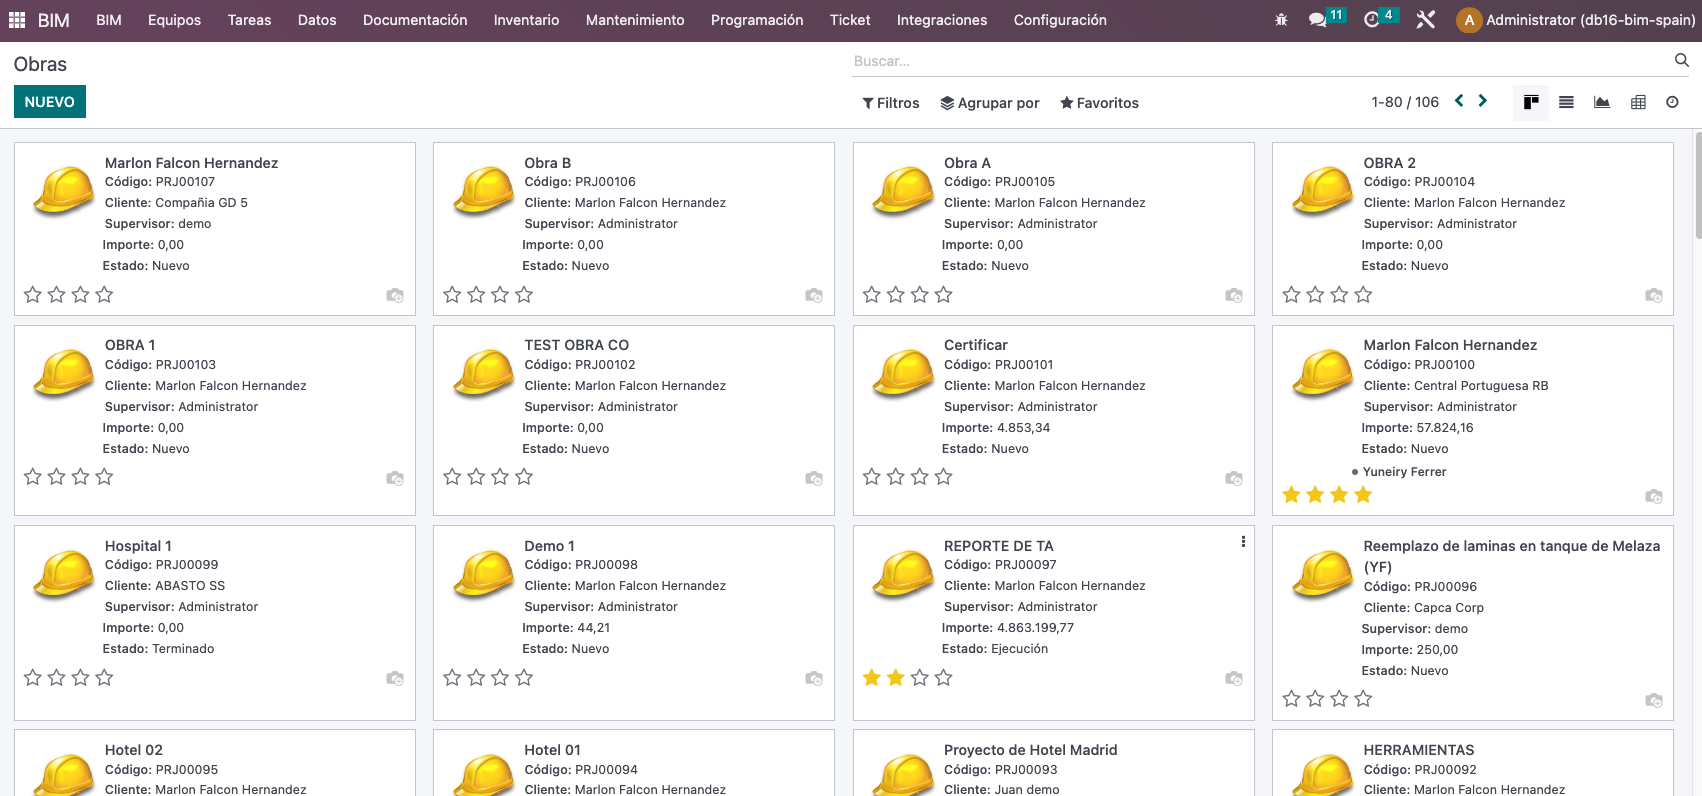 BIM BIM Equipos Tareas Datos Documentación Inventario Mantenimiento Programación Ticket Integraciones Configuración 11 4 A Administrator (db16-bim-spain)
Obras
Buscar...
NUEVO
Filtros Agrupar por Favoritos 1-80 / 106
Marlon Falcon Hernandez
Código: PRJ00107
Cliente: Compañia GD 5
Supervisor: demo
Importe: 0,00
Estado: Nuevo
Obra B
Código: PRJ00106
Cliente: Marlon Falcon Hernandez
Supervisor: Administrator
Importe: 0,00
Estado: Nuevo
Obra A
Código: PRJ00105
Cliente: Marlon Falcon Hernandez
Supervisor: Administrator
Importe: 0,00
Estado: Nuevo
OBRA 2
Código: PRJ00104
Cliente: Marlon Falcon Hernandez
Supervisor: Administrator
Importe: 0,00
Estado: Nuevo
OBRA 1
Código: PRJ00103
Cliente: Marlon Falcon Hernandez
Supervisor: Administrator
Importe: 0,00
Estado: Nuevo
TEST OBRA CO
Código: PRJ00102
Cliente: Marlon Falcon Hernandez
Supervisor: Administrator
Importe: 0,00
Estado: Nuevo
Certificar
Código: PRJ00101
Cliente: Marlon Falcon Hernandez
Supervisor: Administrator
Importe: 4.853,34
Estado: Nuevo
Marlon Falcon Hernandez
Código: PRJ00100
Cliente: Central Portuguesa RB
Supervisor: Administrator
Importe: 57.824,16
Estado: Nuevo
Yuneiry Ferrer
Hospital 1
Código: PRJ00099
Cliente: ABASTO SS
Supervisor: Administrator
Importe: 0,00
Estado: Terminado
Demo 1
Código: PRJ00098
Cliente: Marlon Falcon Hernandez
Supervisor: Administrator
Importe: 44,21
Estado: Nuevo
REPORTE DE TA
Código: PRJ00097
Cliente: Marlon Falcon Hernandez
Supervisor: Administrator
Importe: 4.863.199,77
Estado: Ejecución
Reemplazo de laminas en tanque de Melaza
(YF)
Código: PRJ00096
Cliente: Capca Corp
Supervisor: demo
Importe: 250,00
Estado: Nuevo
Hotel 02
Código: PRJ00095
Cliente: Marlon Falcon Hernandez
Hotel 01
Código: PRJ00094
Cliente: Marlon Falcon Hernandez
Proyecto de Hotel Madrid
Código: PRJ00093
Cliente: Juan demo
HERRAMIENTAS
Código: PRJ00092
Cliente: Marlon Falcon Hernandez